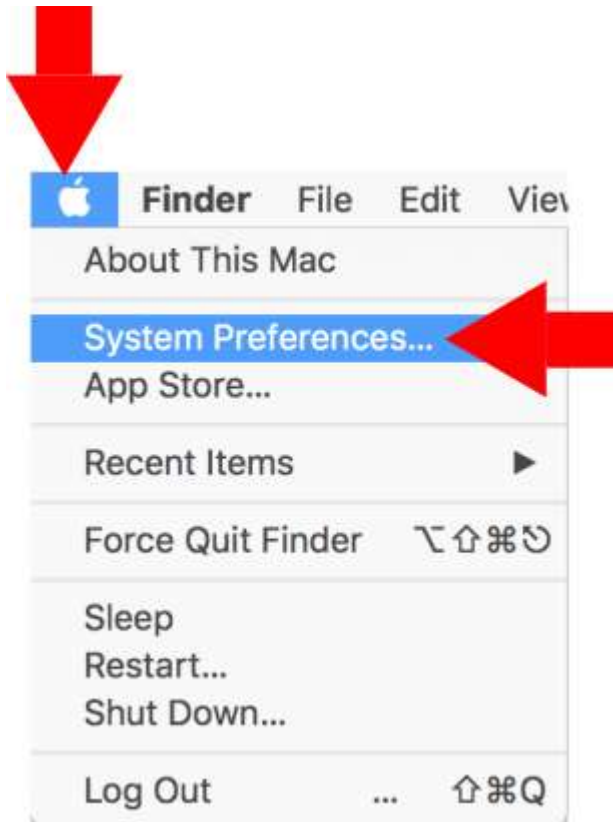 Finder File Edit View
About This Mac
System Preferences...
App Store...
Recent Items ▶
Force Quit Finder ⌥⇧⌘⎋
Sleep
Restart...
Shut Down...
Log Out ... ⇧⌘Q